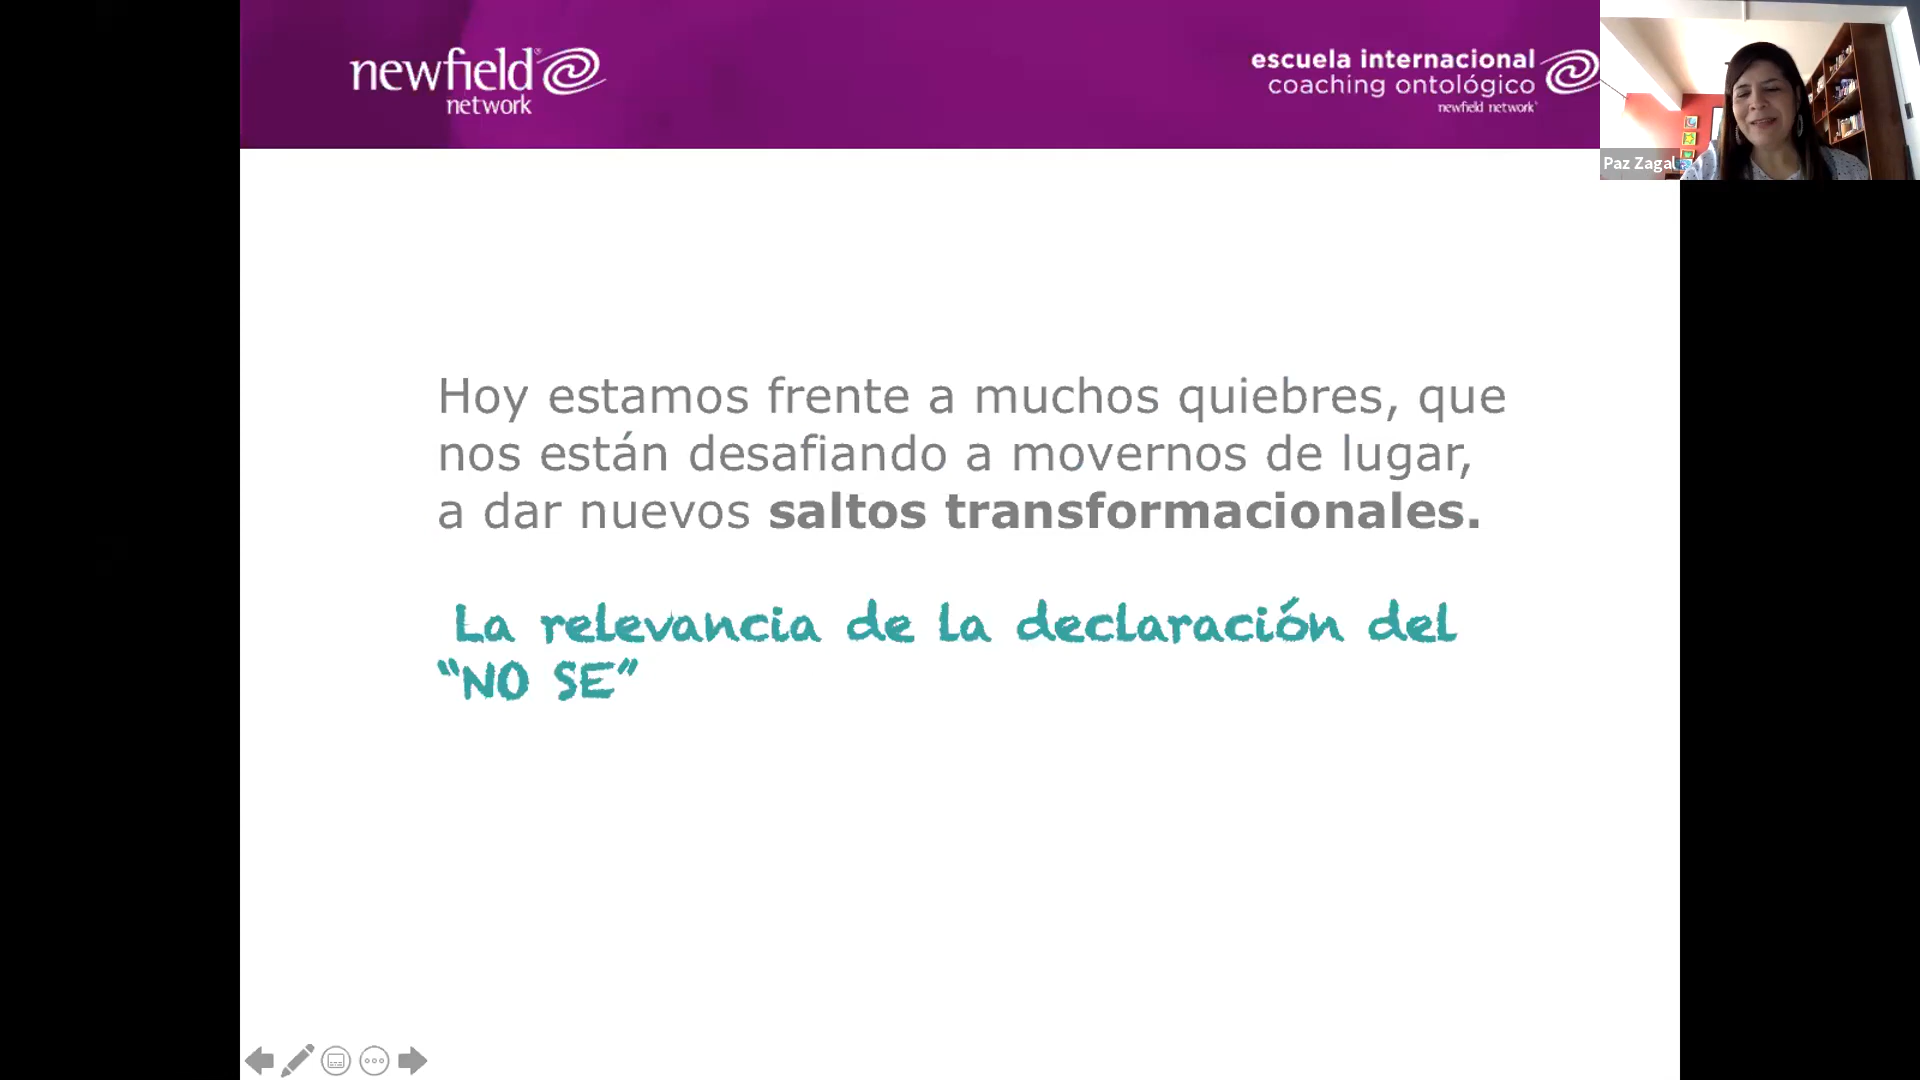 newfield®
network
escuela internacional
coaching ontológico
newfield network®
Paz Zagal
Hoy estamos frente a muchos quiebres, que
nos están desafiando a movernos de lugar,
a dar nuevos saltos transformacionales.
La relevancia de la declaración del
“NO SE”